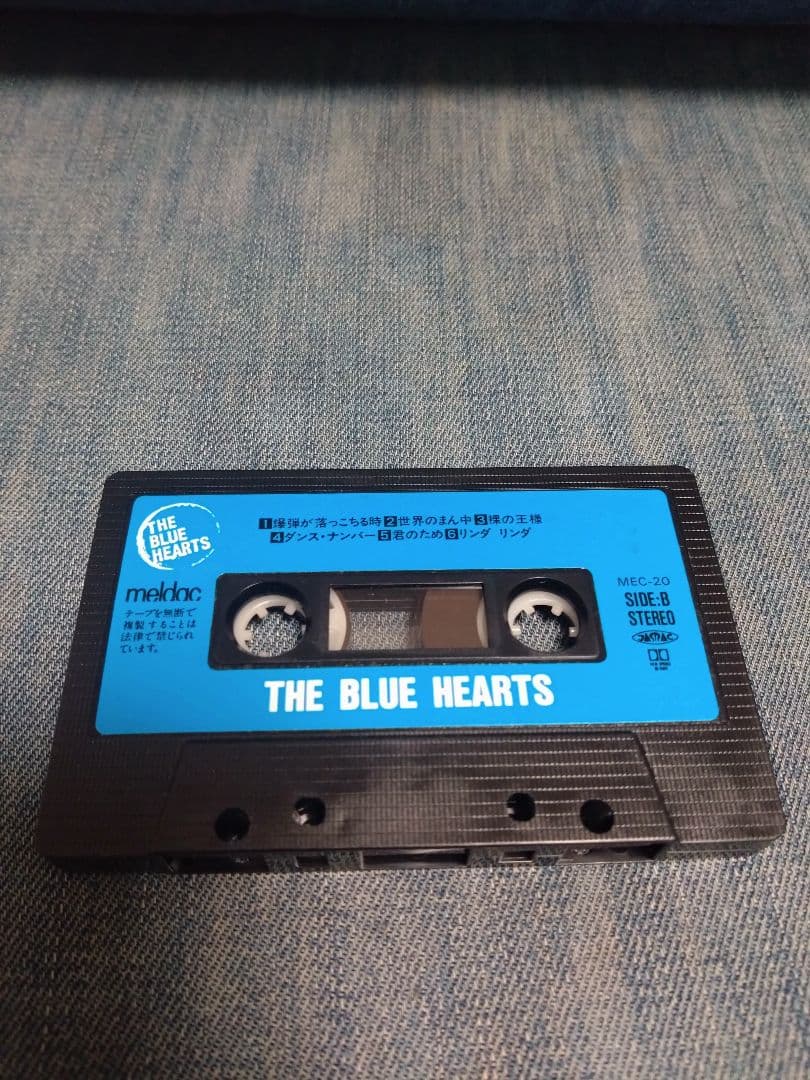 THE
BLUE
HEARTS
1爆弾が落っこちる時2世界のまん中3裸の王様
4ダンス・ナンバー5君のため6リンダ リンダ
meldac
テープを無断で
複製することは
法律で禁じられ
ています。
MEC-20
SIDE:B
STEREO
JASRAC
THE BLUE HEARTS